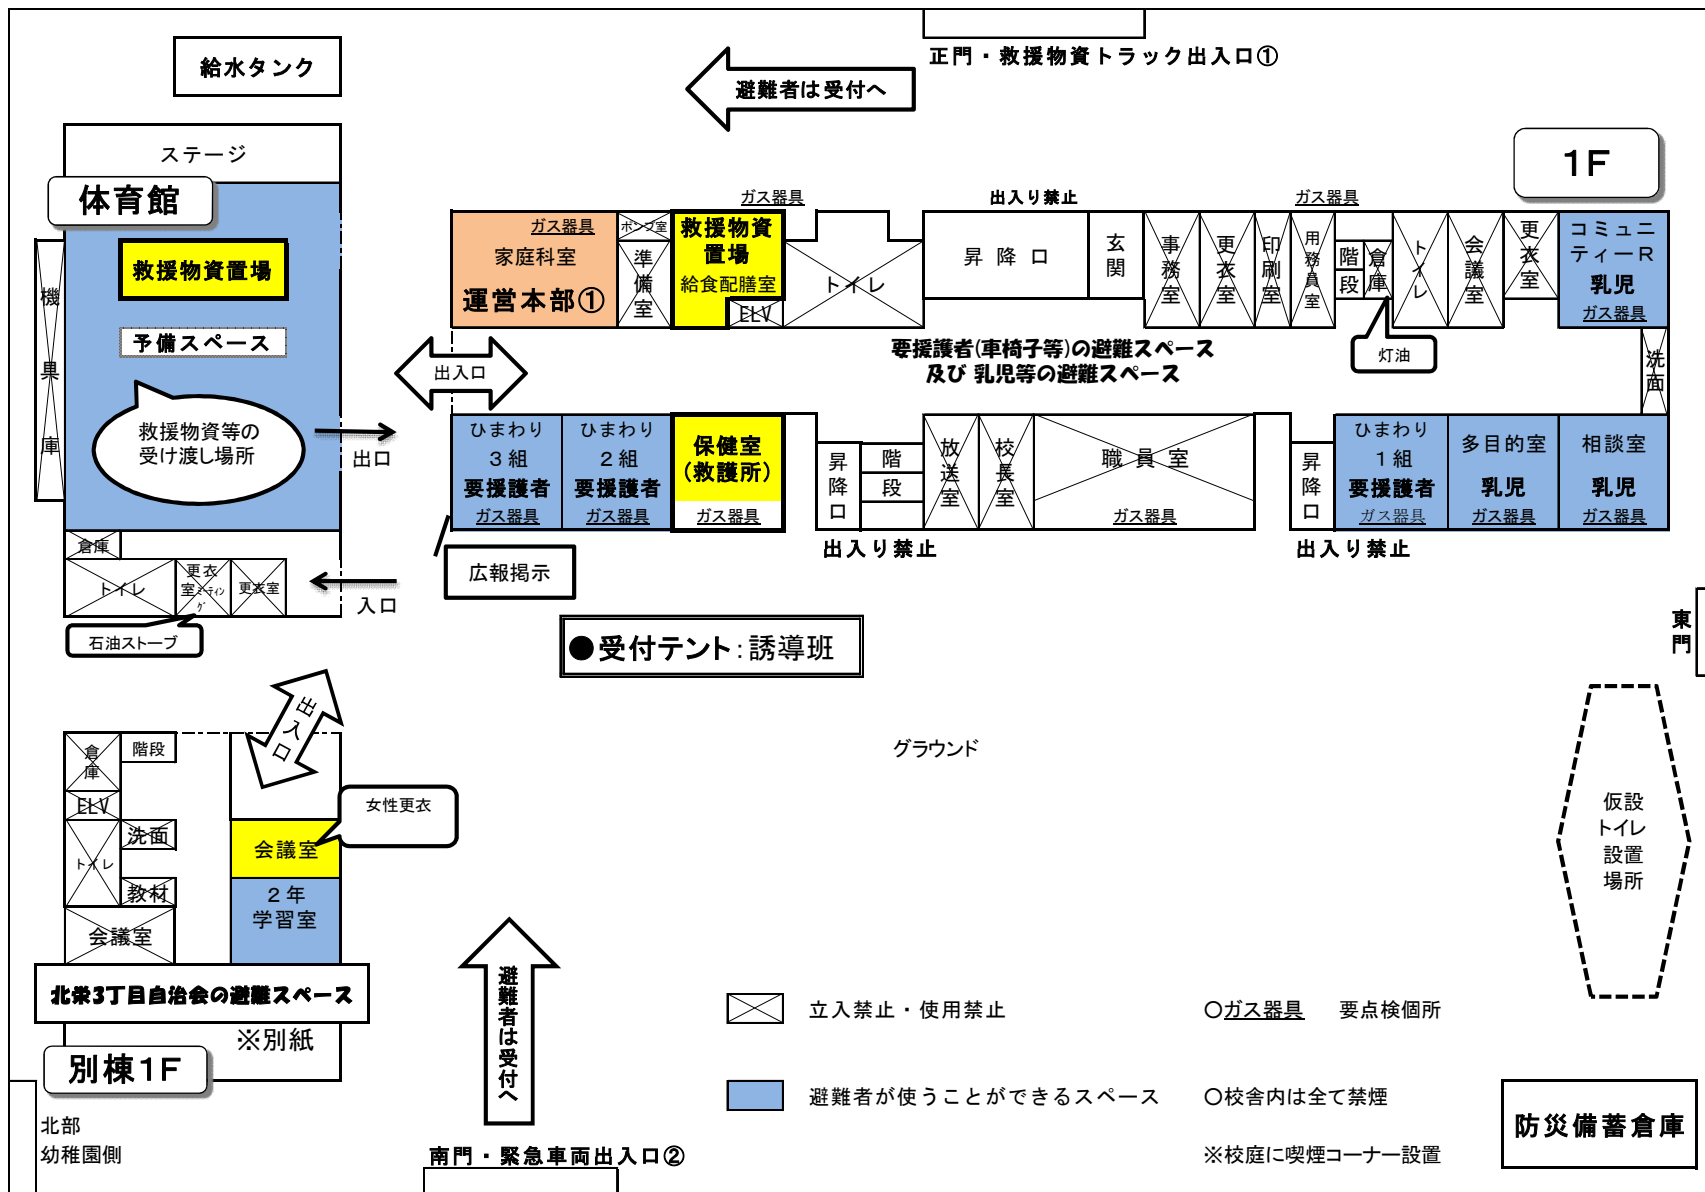 正門・救援物資トラック出入口①
給水タンク
避難者は受付へ
1F
ステージ
体育館
救援物資置場
予備スペース
救援物資等の
受け渡し場所
機具庫
出口
入口
倉庫
トイレ
更衣
室ミーティン
グ
更衣室
石油ストーブ
ガス器具
家庭科室
運営本部①
ポンプ室
準備室
ガス器具
救援物資
置場
給食配膳室
ELV
トイレ
出入り禁止
昇降口
玄関
事務室
更衣室
印刷室
ガス器具
用務員室
階段
倉庫
灯油
トイレ
会議室
更衣室
コミュニ
ティーR
乳児
ガス器具
洗面
出入口
要援護者(車椅子等)の避難スペース
及び 乳児等の避難スペース
ひまわり
3組
要援護者
ガス器具
ひまわり
2組
要援護者
ガス器具
保健室
(救護所)
ガス器具
昇降口
階段
出入り禁止
放送室
校長室
職員室
ガス器具
昇降口
出入り禁止
ひまわり
1組
要援護者
ガス器具
多目的室
乳児
ガス器具
相談室
乳児
ガス器具
広報掲示
●受付テント:誘導班
東門
グラウンド
仮設
トイレ
設置
場所
出入口
倉庫
階段
ELV
洗面
トイレ
教材
会議室
女性更衣
会議室
2年
学習室
北栄3丁目自治会の避難スペース
※別紙
別棟1F
北部
幼稚園側
避難者は受付へ
南門・緊急車両出入口②
立入禁止・使用禁止
避難者が使うことができるスペース
○ガス器具 要点検個所
○校舎内は全て禁煙
※校庭に喫煙コーナー設置
防災備蓄倉庫